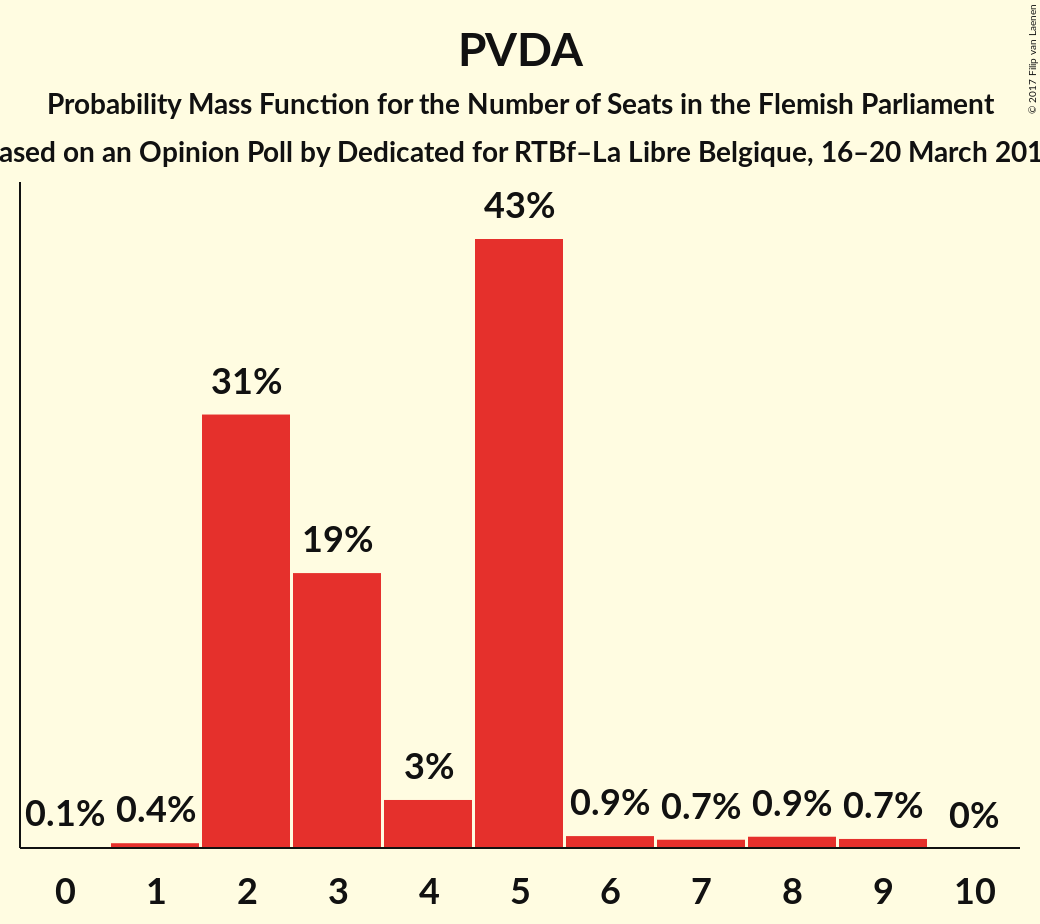 PVDA
Probability Mass Function for the Number of Seats in the Flemish Parliament
ased on an Opinion Poll by Dedicated for RTBf–La Libre Belgique, 16–20 March 201
© 2017 Filip van Laenen
43%
31%
19%
3%
0.1% 0.4% 0.9% 0.7% 0.9% 0.7% 0%
0 1 2 3 4 5 6 7 8 9 10